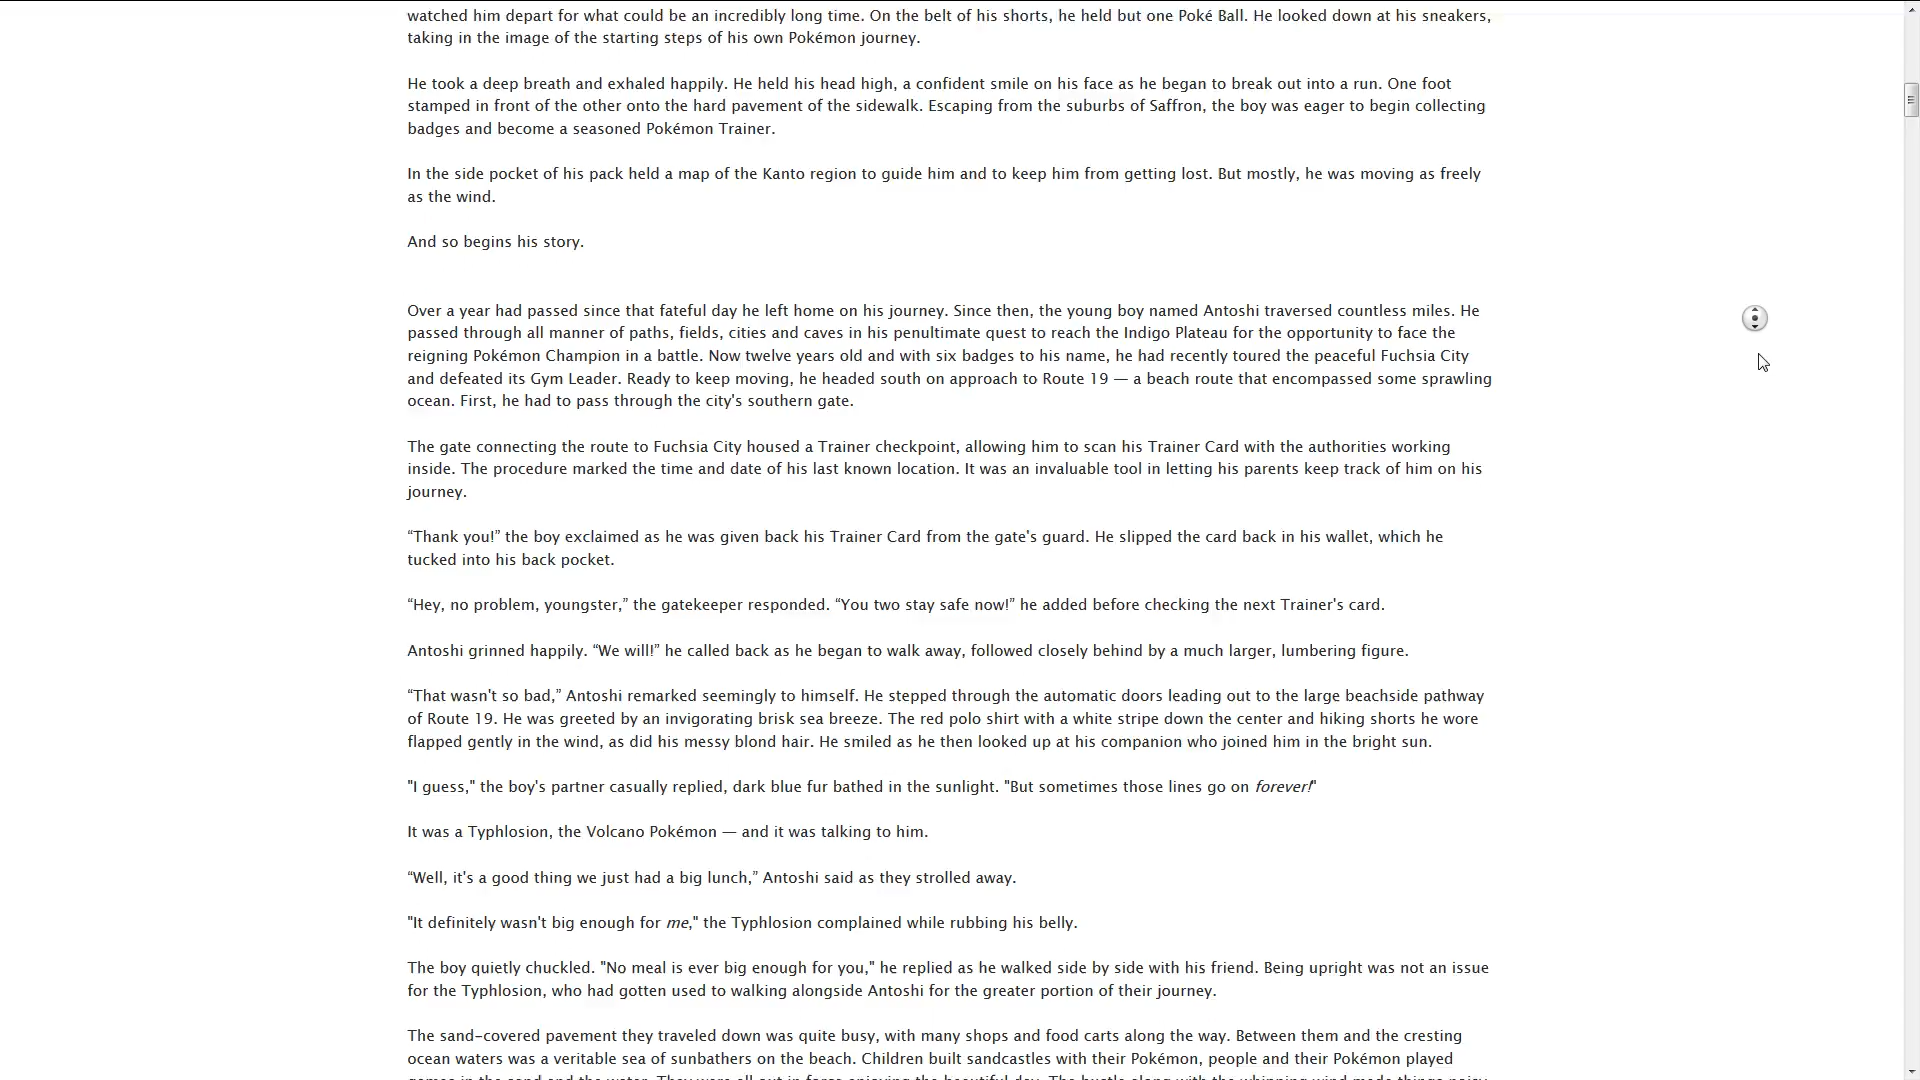 watched him depart for what could be an incredibly long time. On the belt of his shorts, he held but one Poké Ball. He looked down at his sneakers,
taking in the image of the starting steps of his own Pokémon journey.
He took a deep breath and exhaled happily. He held his head high, a confident smile on his face as he began to break out into a run. One foot
stamped in front of the other onto the hard pavement of the sidewalk. Escaping from the suburbs of Saffron, the boy was eager to begin collecting
badges and become a seasoned Pokémon Trainer.
In the side pocket of his pack held a map of the Kanto region to guide him and to keep him from getting lost. But mostly, he was moving as freely
as the wind.
And so begins his story.
Over a year had passed since that fateful day he left home on his journey. Since then, the young boy named Antoshi traversed countless miles. He
passed through all manner of paths, fields, cities and caves in his penultimate quest to reach the Indigo Plateau for the opportunity to face the
reigning Pokémon Champion in a battle. Now twelve years old and with six badges to his name, he had recently toured the peaceful Fuchsia City
and defeated its Gym Leader. Ready to keep moving, he headed south on approach to Route 19 — a beach route that encompassed some sprawling
ocean. First, he had to pass through the city's southern gate.
The gate connecting the route to Fuchsia City housed a Trainer checkpoint, allowing him to scan his Trainer Card with the authorities working
inside. The procedure marked the time and date of his last known location. It was an invaluable tool in letting his parents keep track of him on his
journey.
“Thank you!” the boy exclaimed as he was given back his Trainer Card from the gate's guard. He slipped the card back in his wallet, which he
tucked into his back pocket.
“Hey, no problem, youngster,” the gatekeeper responded. “You two stay safe now!” he added before checking the next Trainer's card.
Antoshi grinned happily. “We will!” he called back as he began to walk away, followed closely behind by a much larger, lumbering figure.
“That wasn't so bad,” Antoshi remarked seemingly to himself. He stepped through the automatic doors leading out to the large beachside pathway
of Route 19. He was greeted by an invigorating brisk sea breeze. The red polo shirt with a white stripe down the center and hiking shorts he wore
flapped gently in the wind, as did his messy blond hair. He smiled as he then looked up at his companion who joined him in the bright sun.
"I guess," the boy's partner casually replied, dark blue fur bathed in the sunlight. "But sometimes those lines go on forever!"
It was a Typhlosion, the Volcano Pokémon — and it was talking to him.
“Well, it's a good thing we just had a big lunch,” Antoshi said as they strolled away.
"It definitely wasn't big enough for me," the Typhlosion complained while rubbing his belly.
The boy quietly chuckled. "No meal is ever big enough for you," he replied as he walked side by side with his friend. Being upright was not an issue
for the Typhlosion, who had gotten used to walking alongside Antoshi for the greater portion of their journey.
The sand-covered pavement they traveled down was quite busy, with many shops and food carts along the way. Between them and the cresting
ocean waters was a veritable sea of sunbathers on the beach. Children built sandcastles with their Pokémon, people and their Pokémon played
games in the sand and the water. They were all out in force enjoying the beautiful day. The bustle along with the whipping wind made things noisy